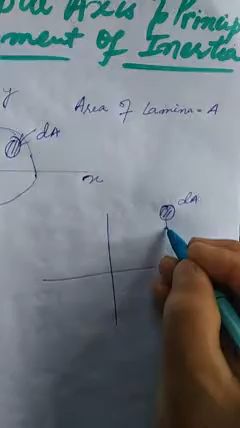 Axis & Princip
ment of Inertia
y
Area of Lamina = A
dA
x
dA